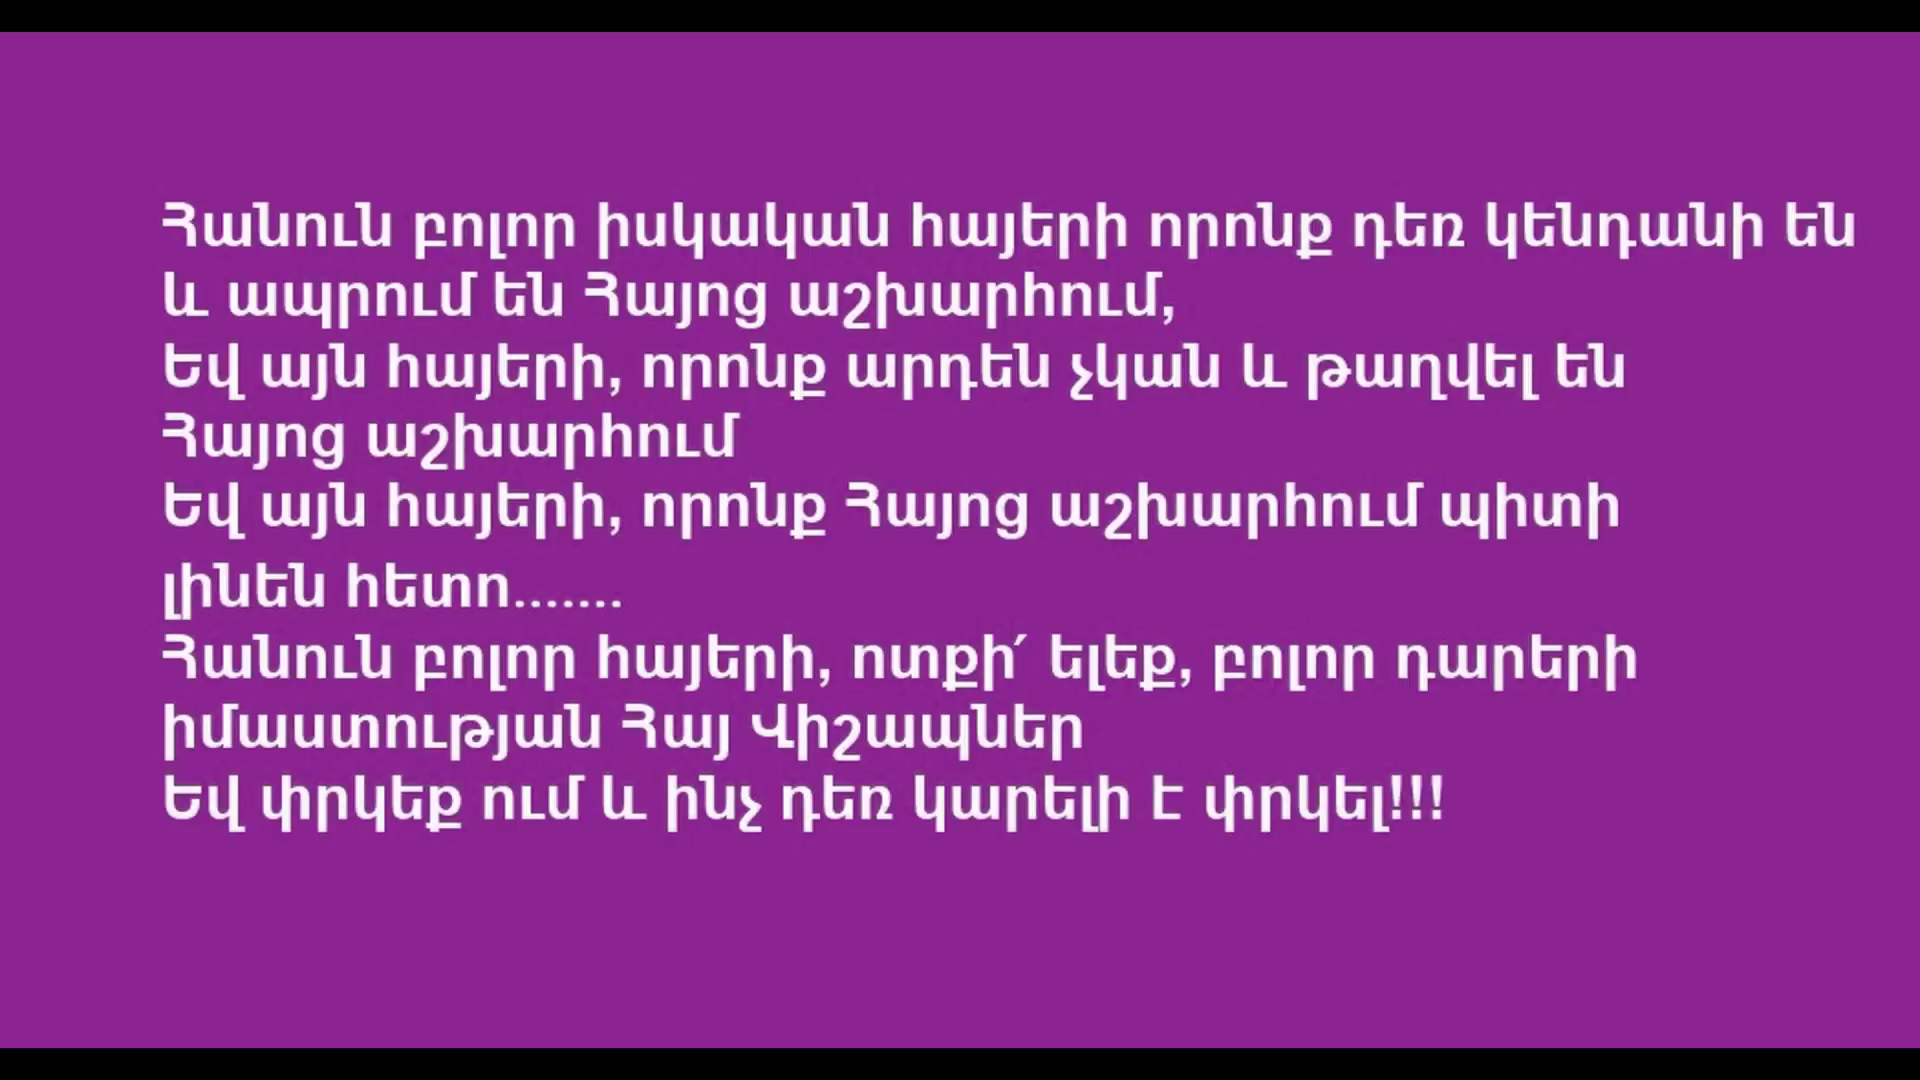 Հանուն բոլոր իսկական հայերի որոնք դեռ կենդանի են
և ապրում են Հայոց աշխարհում,
Եվ այն հայերի, որոնք արդեն չկան և թաղվել են
Հայոց աշխարհում
Եվ այն հայերի, որոնք Հայոց աշխարհում պիտի
լինեն հետո.......
Հանուն բոլոր հայերի, ոտքի՛ ելեք, բոլոր դարերի
իմաստության Հայ Վիշապներ
Եվ փրկեք ում և ինչ դեռ կարելի է փրկել!!!